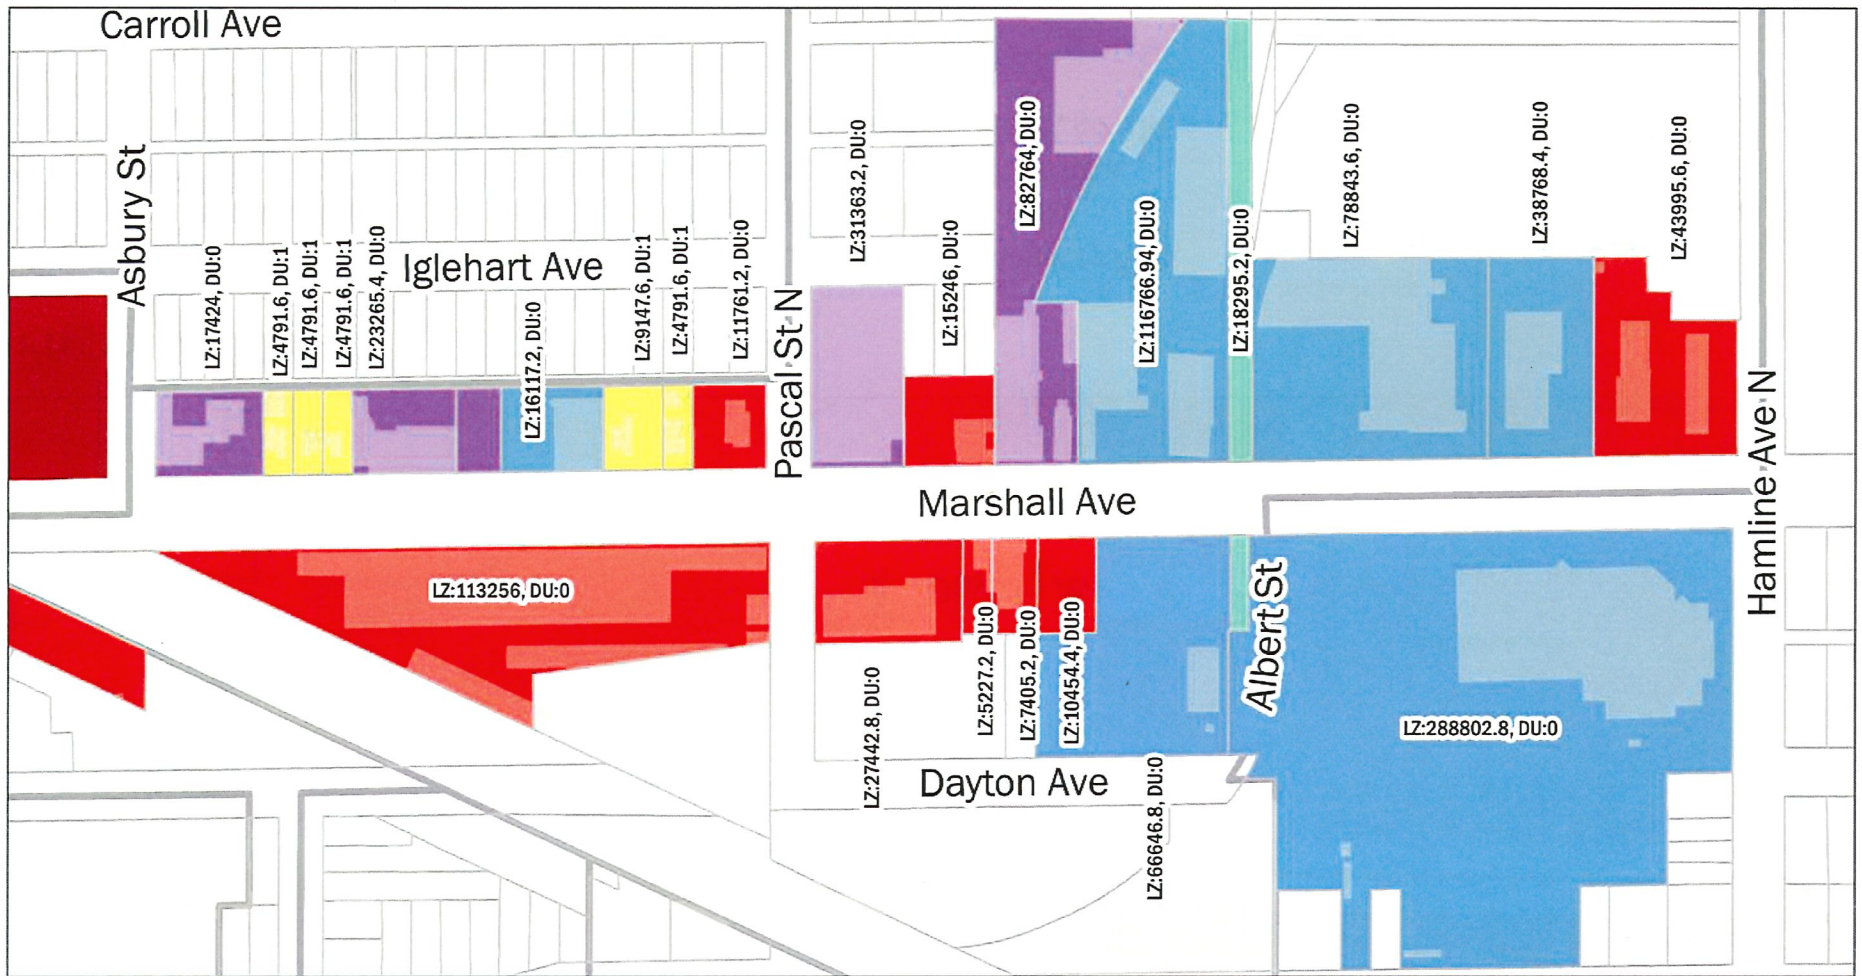 Carroll Ave
Asbury St
Iglehart Ave
Pascal St N
LZ:17424, DU:0
LZ:4791.6, DU:1
LZ:4791.6, DU:1
LZ:4791.6, DU:1
LZ:23265.4, DU:0
LZ:16117.2, DU:0
LZ:9147.6, DU:1
LZ:4791.6, DU:1
LZ:11761.2, DU:0
LZ:31363.2, DU:0
LZ:15246, DU:0
LZ:82764, DU:0
LZ:116766.94, DU:0
LZ:18295.2, DU:0
LZ:78843.6, DU:0
LZ:38768.4, DU:0
LZ:43995.6, DU:0
Hamline Ave N
Marshall Ave
LZ:113256, DU:0
LZ:27442.8, DU:0
LZ:5227.2, DU:0
LZ:7405.2, DU:0
LZ:10454.4, DU:0
LZ:66646.8, DU:0
Albert St
LZ:288802.8, DU:0
Dayton Ave